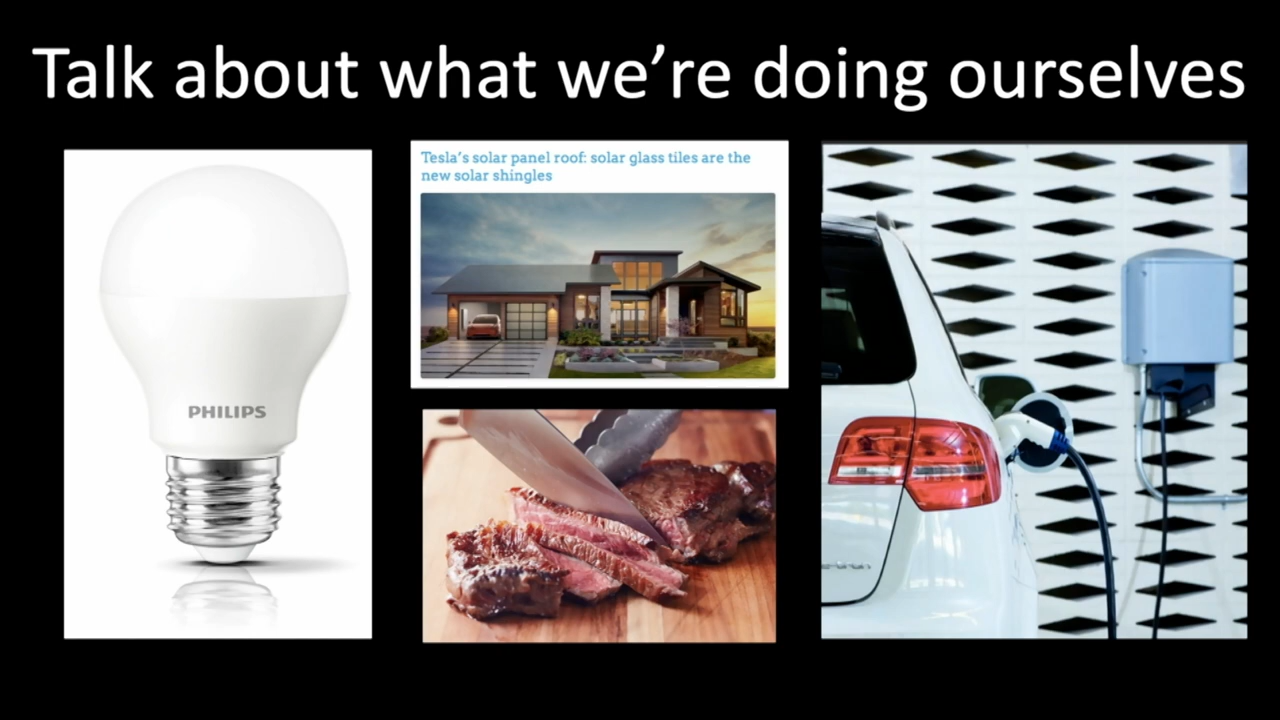 Talk about what we’re doing ourselves
Tesla’s solar panel roof: solar glass tiles are the
new solar shingles
PHILIPS
e-tron